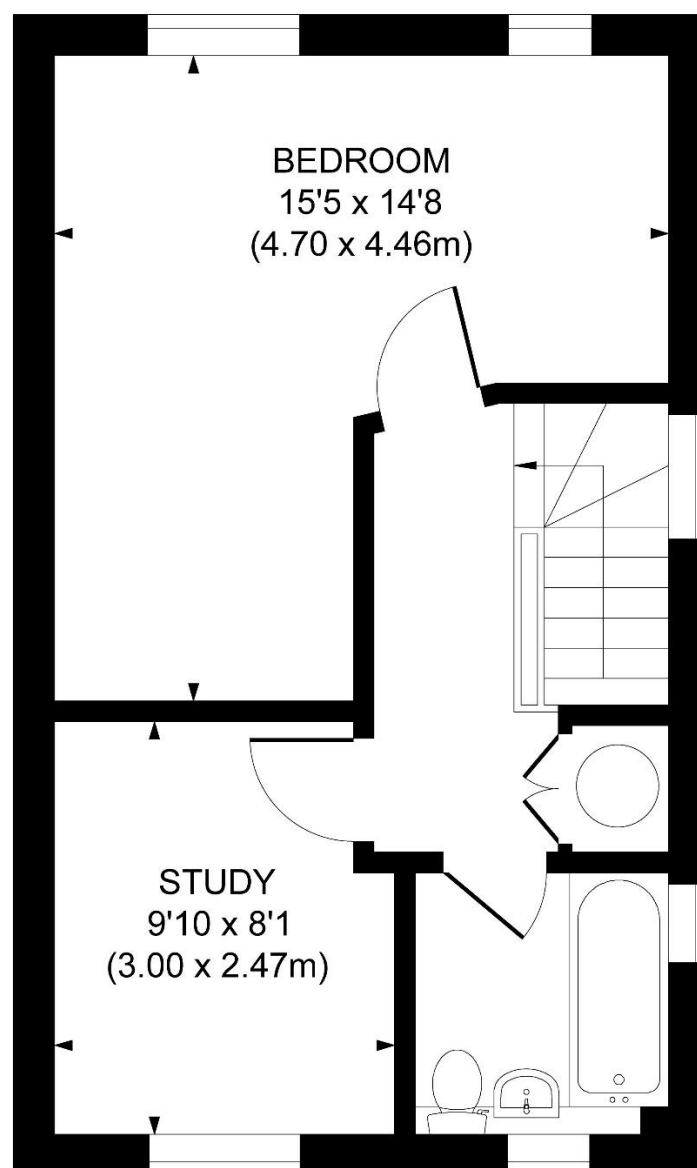 BEDROOM
15'5 x 14'8
(4.70 x 4.46m)
STUDY
9'10 x 8'1
(3.00 x 2.47m)